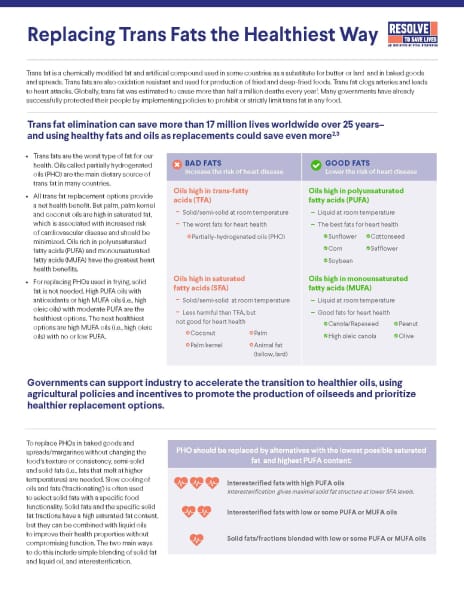 Replacing Trans Fats the Healthiest Way
RESOLVE
TO SAVE LIVES
Trans fat is a chemically modified fat and artificial compound used in some countries as a substitute for butter or lard and in baked goods
and spreads. Trans fats are also oxidation resistant and used for production of fried and deep-fried foods. Trans fat clogs arteries and leads
to heart attacks. Globally, trans fat was estimated to cause more than half a million deaths every year¹. Many governments have already
successfully protected their people by implementing policies to prohibit or strictly limit trans fat in any food.
Trans fat elimination can save more than 17 million lives worldwide over 25 years–
and using healthy fats and oils as replacements could save even more²,³
• Trans fats are the worst type of fat for our
health. Oils called partially hydrogenated
oils (PHO) are the main dietary source of
trans fat in many countries.
• All trans fat replacement options provide
a net health benefit. But palm, palm kernel
and coconut oils are high in saturated fat,
which is associated with increased risk
of cardiovascular disease and should be
minimized. Oils rich in polyunsaturated
fatty acids (PUFA) and monounsaturated
fatty acids (MUFA) have the greatest heart
health benefits.
• For replacing PHOs used in frying, solid
fat is not needed. High PUFA oils with
antioxidants or high MUFA oils (i.e., high
oleic oils) with moderate PUFA are the
healthiest options. The next healthiest
options are high MUFA oils (i.e., high oleic
oils) with no or low PUFA.
BAD FATS
Increase the risk of heart disease
Oils high in trans-fatty
acids (TFA)
– Solid/semi-solid at room temperature
– The worst fats for heart health
Partially-hydrogenated oils (PHO)
Oils high in saturated
fatty acids (SFA)
– Solid/semi-solid at room temperature
– Less harmful than TFA, but
not good for heart health
Coconut Palm
Palm kernel Animal fat
(tallow, lard)
GOOD FATS
Lower the risk of heart disease
Oils high in polyunsaturated
fatty acids (PUFA)
– Liquid at room temperature
– The best fats for heart health
Sunflower Cottonseed
Corn Safflower
Soybean
Oils high in monounsaturated
fatty acids (MUFA)
– Liquid at room temperature
– Good fats for heart health
Canola/Rapeseed Peanut
High oleic canola Olive
Governments can support industry to accelerate the transition to healthier oils, using
agricultural policies and incentives to promote the production of oilseeds and prioritize
healthier replacement options.
To replace PHOs in baked goods and
spreads/margarines without changing the
food's texture or consistency, semi-solid
and solid fats (i.e., fats that melt at higher
temperatures) are needed. Slow cooling of
oils and fats ('fractionating') is often used
to select solid fats with a specific food
functionality. Solid fats and the specific solid
fat fractions have a high saturated fat content,
but they can be combined with liquid oils
to improve their health properties without
compromising function. The two main ways
to do this include simple blending of solid fat
and liquid oil, and interesterification.
PHO should be replaced by alternatives with the lowest possible saturated
fat and highest PUFA content:
Interesterified fats with high PUFA oils
Interesterification gives maximal solid fat structure at lower SFA levels.
Interesterified fats with low or some PUFA or MUFA oils
Solid fats/fractions blended with low or some PUFA or MUFA oils